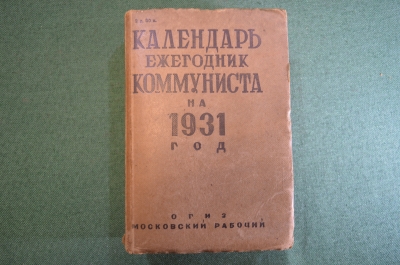 КАЛЕНДАРЬ
ЕЖЕГОДНИК
КОММУНИСТА
НА
1931
ГОД
ОГИЗ
МОСКОВСКИЙ РАБОЧИЙ